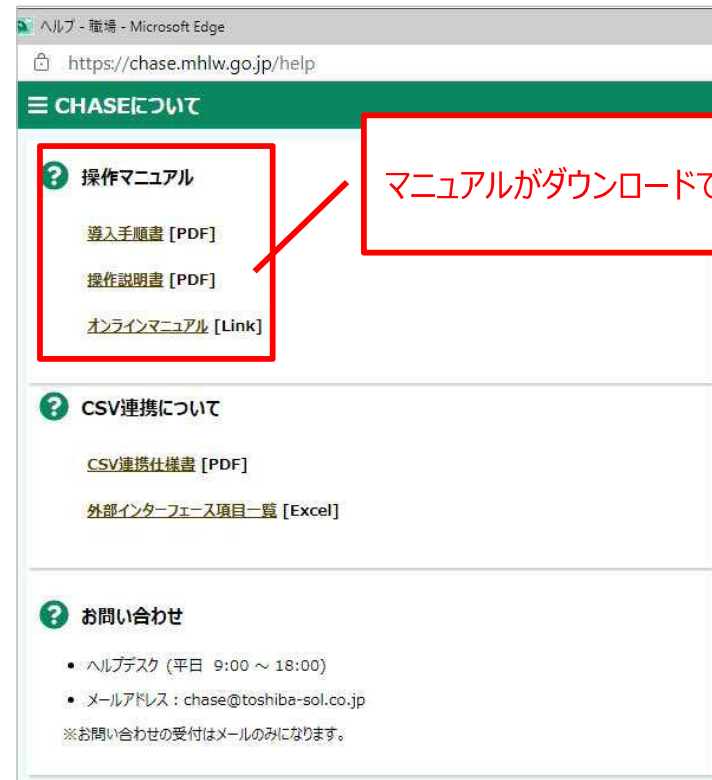 ヘルプ - 職場 - Microsoft Edge
https://chase.mhlw.go.jp/help
☰ CHASEについて
? 操作マニュアル
マニュアルがダウンロードで
導入手順書 [PDF]
操作説明書 [PDF]
オンラインマニュアル [Link]
? CSV連携について
CSV連携仕様書 [PDF]
外部インターフェース項目一覧 [Excel]
? お問い合わせ
• ヘルプデスク (平日 9:00 ～ 18:00)
• メールアドレス : chase@toshiba-sol.co.jp
※お問い合わせの受付はメールのみになります。